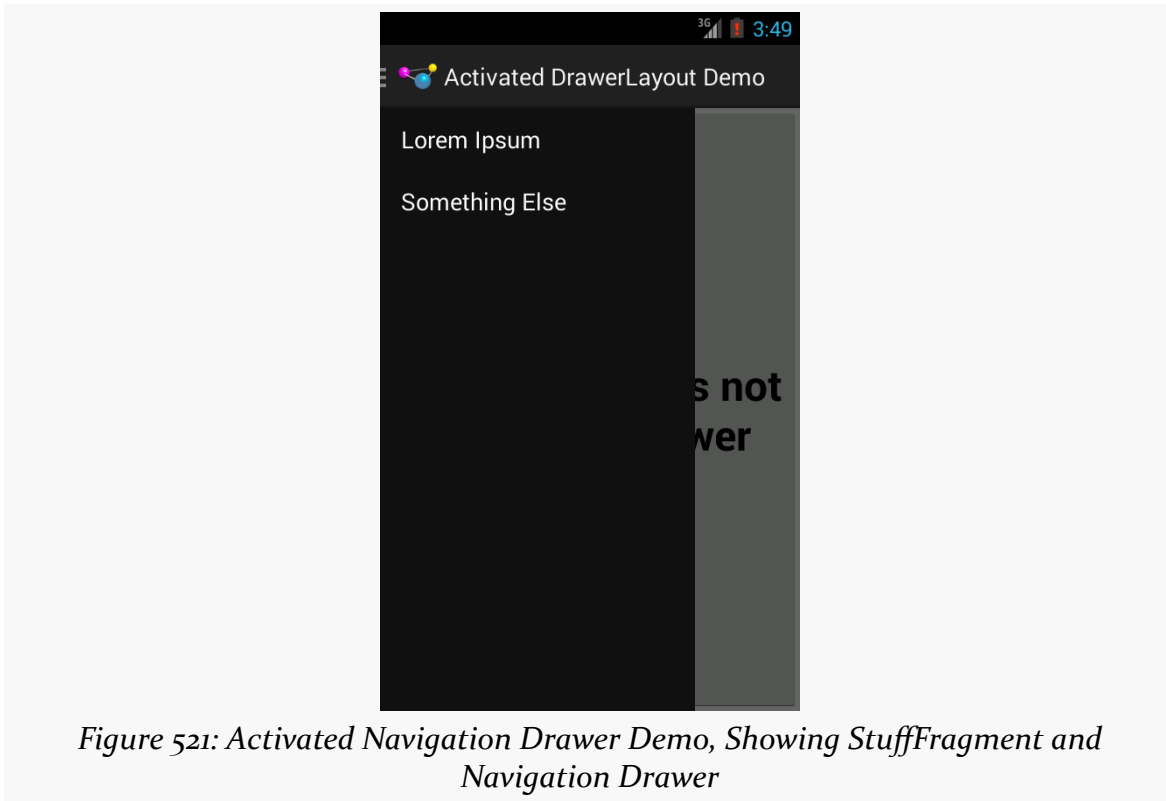 3G 3:49
Activated DrawerLayout Demo
Lorem Ipsum
Something Else
s not
wer
Figure 521: Activated Navigation Drawer Demo, Showing StuffFragment and
Navigation Drawer